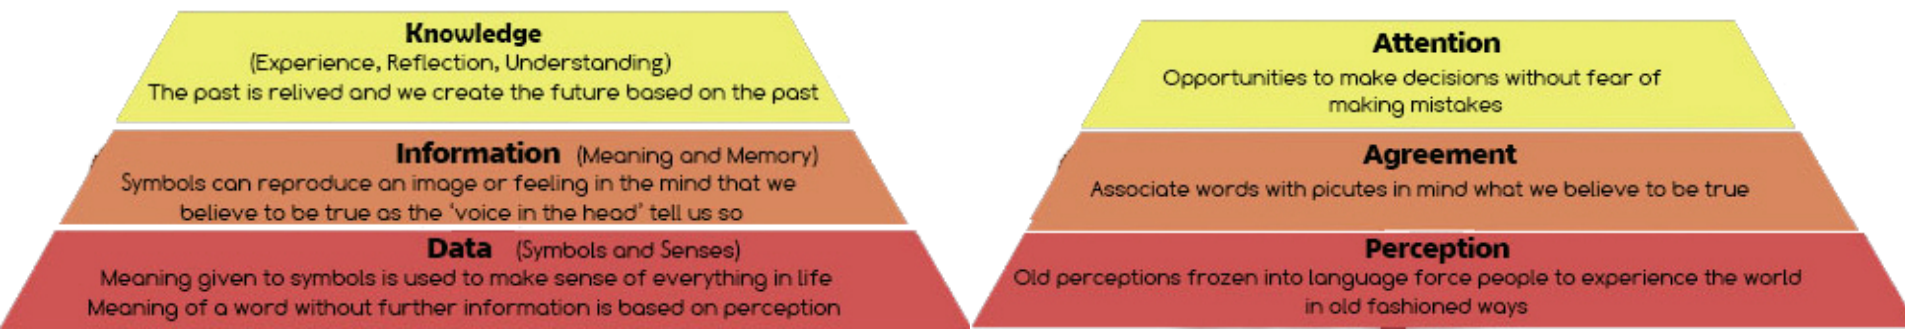 Knowledge
(Experience, Reflection, Understanding)
The past is relived and we create the future based on the past
Information (Meaning and Memory)
Symbols can reproduce an image or feeling in the mind that we
believe to be true as the 'voice in the head' tell us so
Data (Symbols and Senses)
Meaning given to symbols is used to make sense of everything in life
Meaning of a word without further information is based on perception
Attention
Opportunities to make decisions without fear of
making mistakes
Agreement
Associate words with picutes in mind what we believe to be true
Perception
Old perceptions frozen into language force people to experience the world
in old fashioned ways